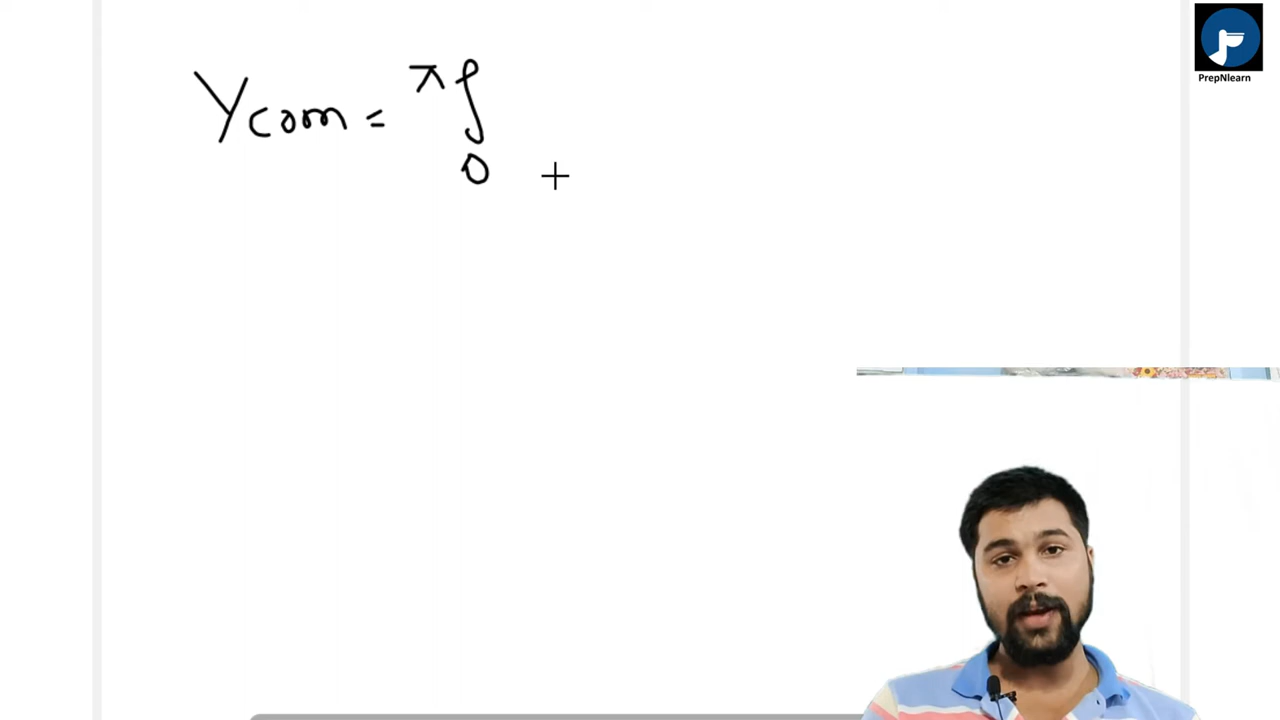 Ycom = π∫
0
PrepNlearn